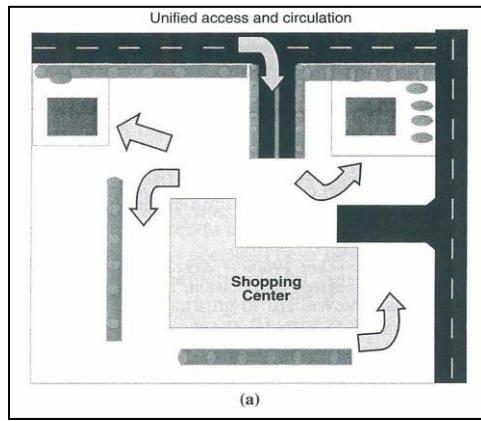 Unified access and circulation
Shopping
Center
(a)